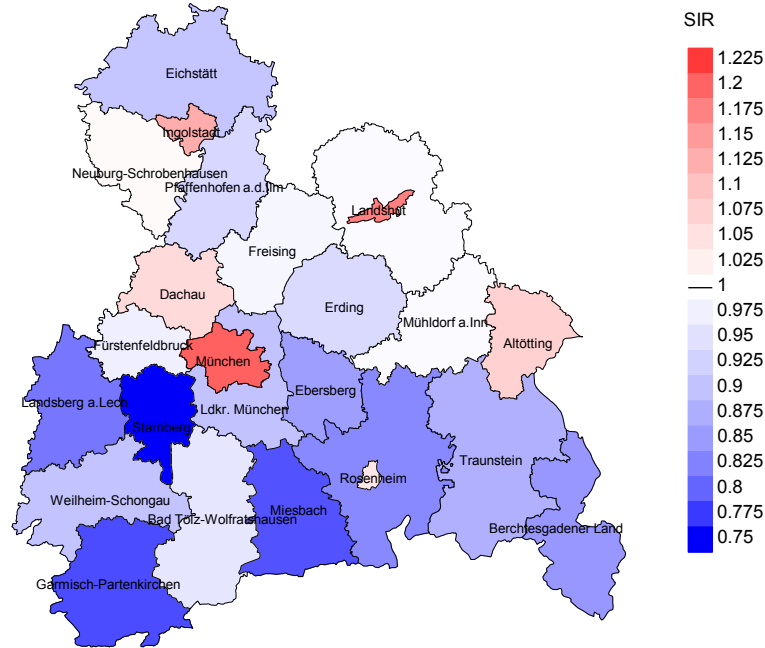 SIR
1.225
1.2
1.175
1.15
1.125
1.1
1.075
1.05
1.025
1
0.975
0.95
0.925
0.9
0.875
0.85
0.825
0.8
0.775
0.75
Eichstätt
Ingolstadt
Neuburg-Schrobenhausen
Pfaffenhofen a.d.Ilm
Landshut
Freising
Dachau
Erding
Mühldorf a.Inn
Altötting
Fürstenfeldbruck
München
Ebersberg
Landsberg a.Lech
Ldkr. München
Starnberg
Traunstein
Rosenheim
Weilheim-Schongau
Miesbach
Bad Tölz-Wolfratshausen
Berchtesgadener Land
Garmisch-Partenkirchen